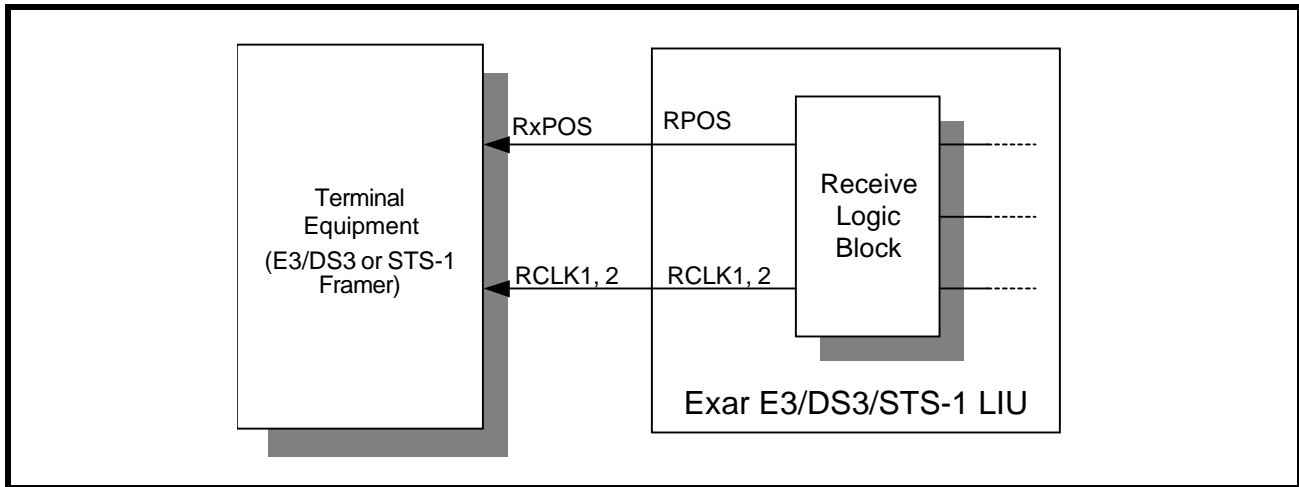 RxPOS
RPOS
Terminal
Equipment
(E3/DS3 or STS-1
Framer)
Receive
Logic
Block
RCLK1, 2
RCLK1, 2
Exar E3/DS3/STS-1 LIU